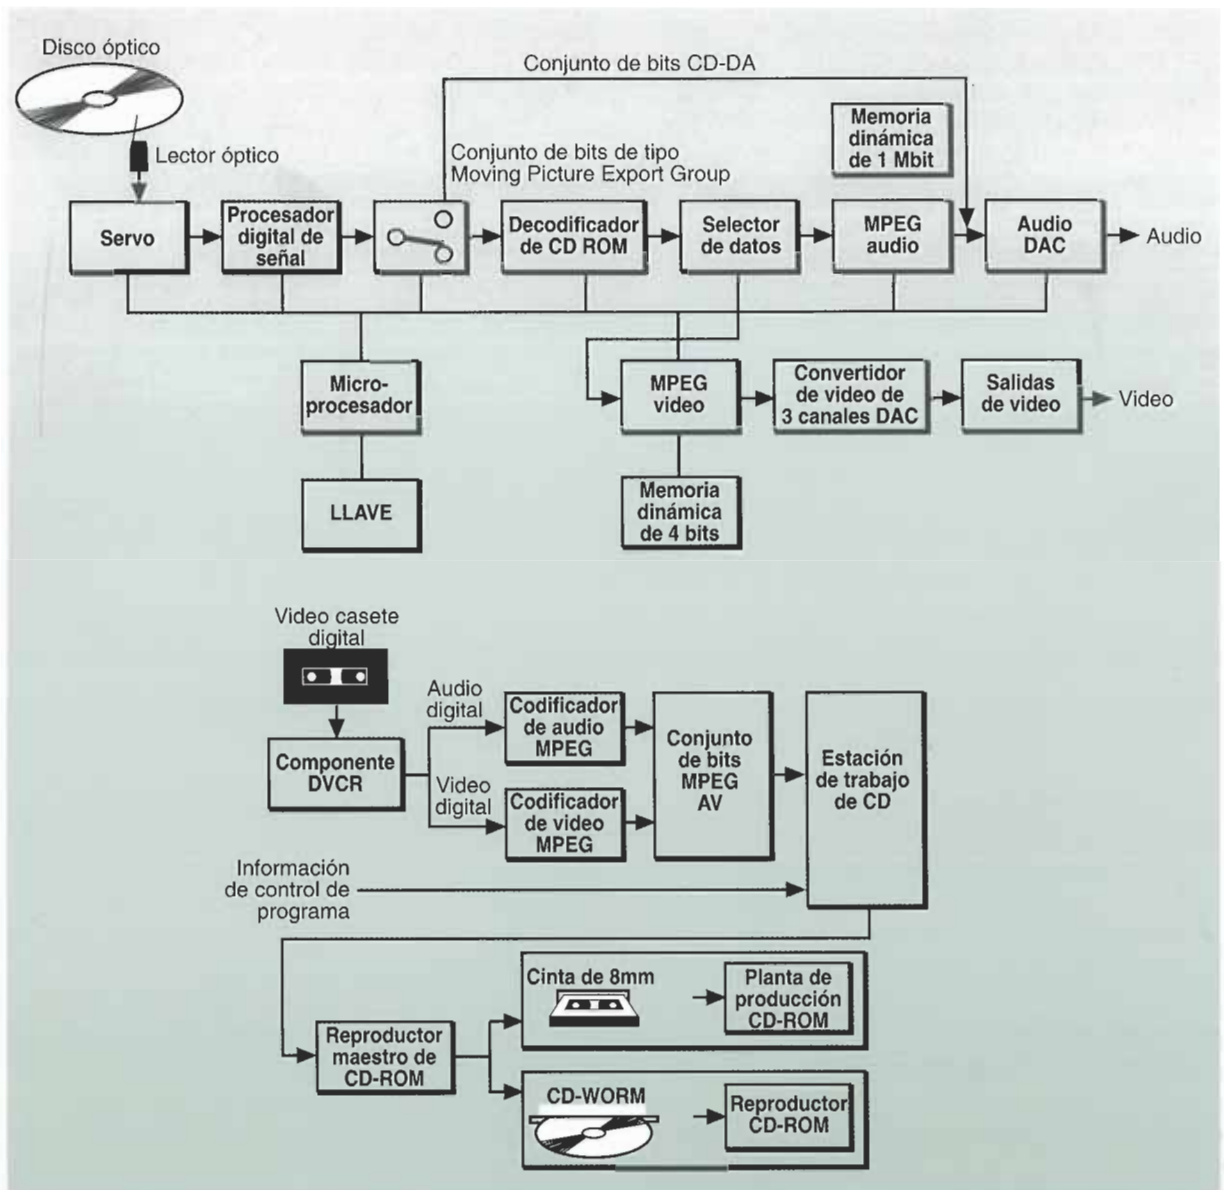 Disco óptico
Lector óptico
Conjunto de bits CD-DA
Conjunto de bits de tipo
Moving Picture Export Group
Memoria
dinámica
de 1 Mbit
Servo
Procesador
digital de
señal
Decodificador
de CD ROM
Selector
de datos
MPEG
audio
Audio
DAC
Audio
Micro-
procesador
MPEG
video
Convertidor
de video de
3 canales DAC
Salidas
de video
Video
LLAVE
Memoria
dinámica
de 4 bits
Video casete
digital
Componente
DVCR
Audio
digital
Video
digital
Codificador
de audio
MPEG
Codificador
de video
MPEG
Conjunto
de bits
MPEG
AV
Estación
de trabajo
de CD
Información
de control de
programa
Reproductor
maestro de
CD-ROM
Cinta de 8mm
Planta de
producción
CD-ROM
CD-WORM
Reproductor
CD-ROM